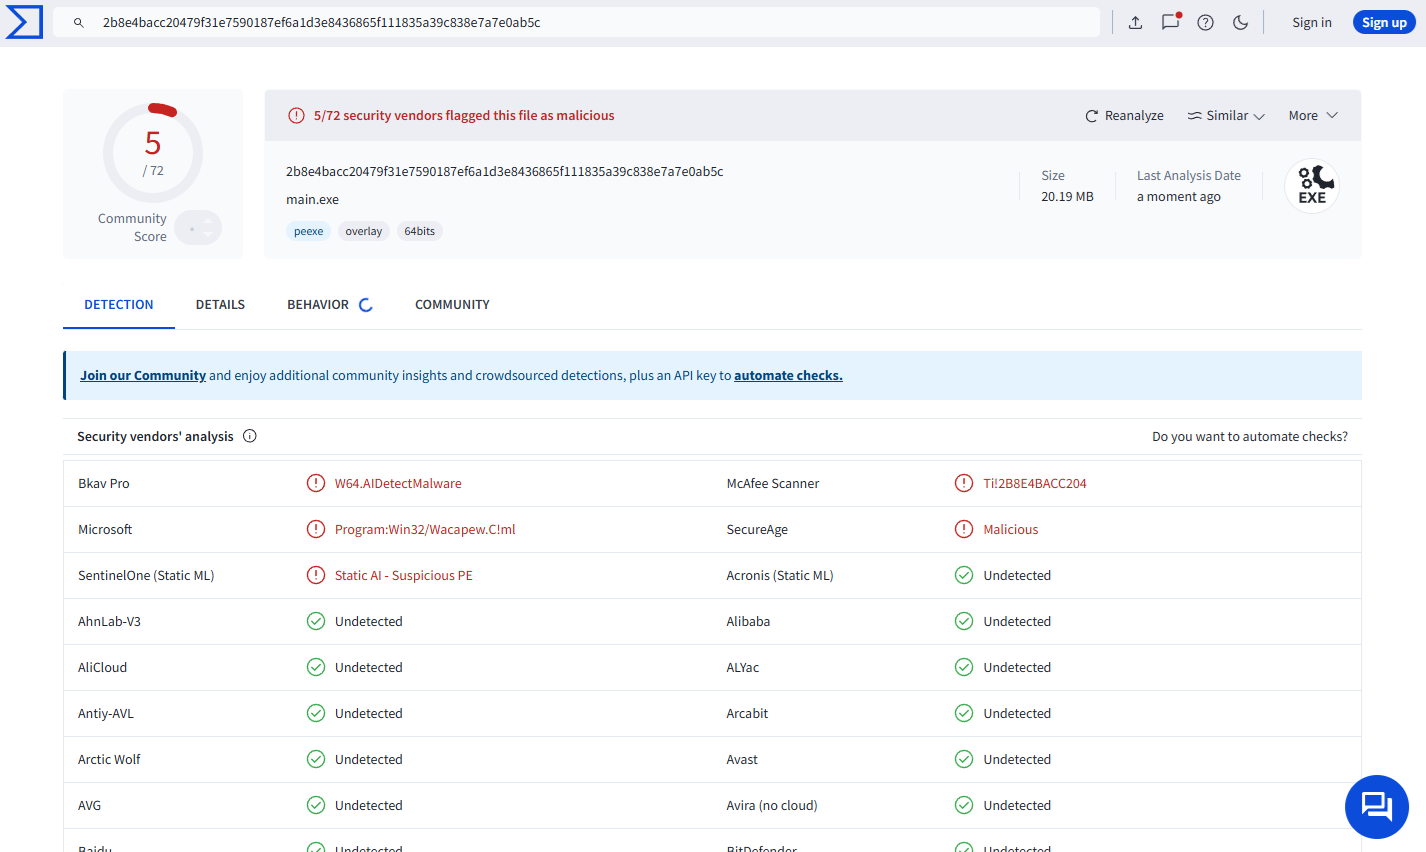 2b8e4bacc20479f31e7590187ef6a1d3e8436865f111835a39c838e7a7e0ab5c
Sign in
Sign up
5
/ 72
Community Score
5/72 security vendors flagged this file as malicious
Reanalyze
Similar
More
2b8e4bacc20479f31e7590187ef6a1d3e8436865f111835a39c838e7a7e0ab5c
main.exe
peexe
overlay
64bits
Size
20.19 MB
Last Analysis Date
a moment ago
EXE
DETECTION
DETAILS
BEHAVIOR
COMMUNITY
Join our Community and enjoy additional community insights and crowdsourced detections, plus an API key to automate checks.
Security vendors' analysis
Do you want to automate checks?
Bkav Pro W64.AIDetectMalware McAfee Scanner Ti!2B8E4BACC204
Microsoft Program:Win32/Wacapew.C!ml SecureAge Malicious
SentinelOne (Static ML) Static AI - Suspicious PE Acronis (Static ML) Undetected
AhnLab-V3 Undetected Alibaba Undetected
AliCloud Undetected ALYac Undetected
Antiy-AVL Undetected Arcabit Undetected
Arctic Wolf Undetected Avast Undetected
AVG Undetected Avira (no cloud) Undetected
Baidu Undetected BitDefender Undetected